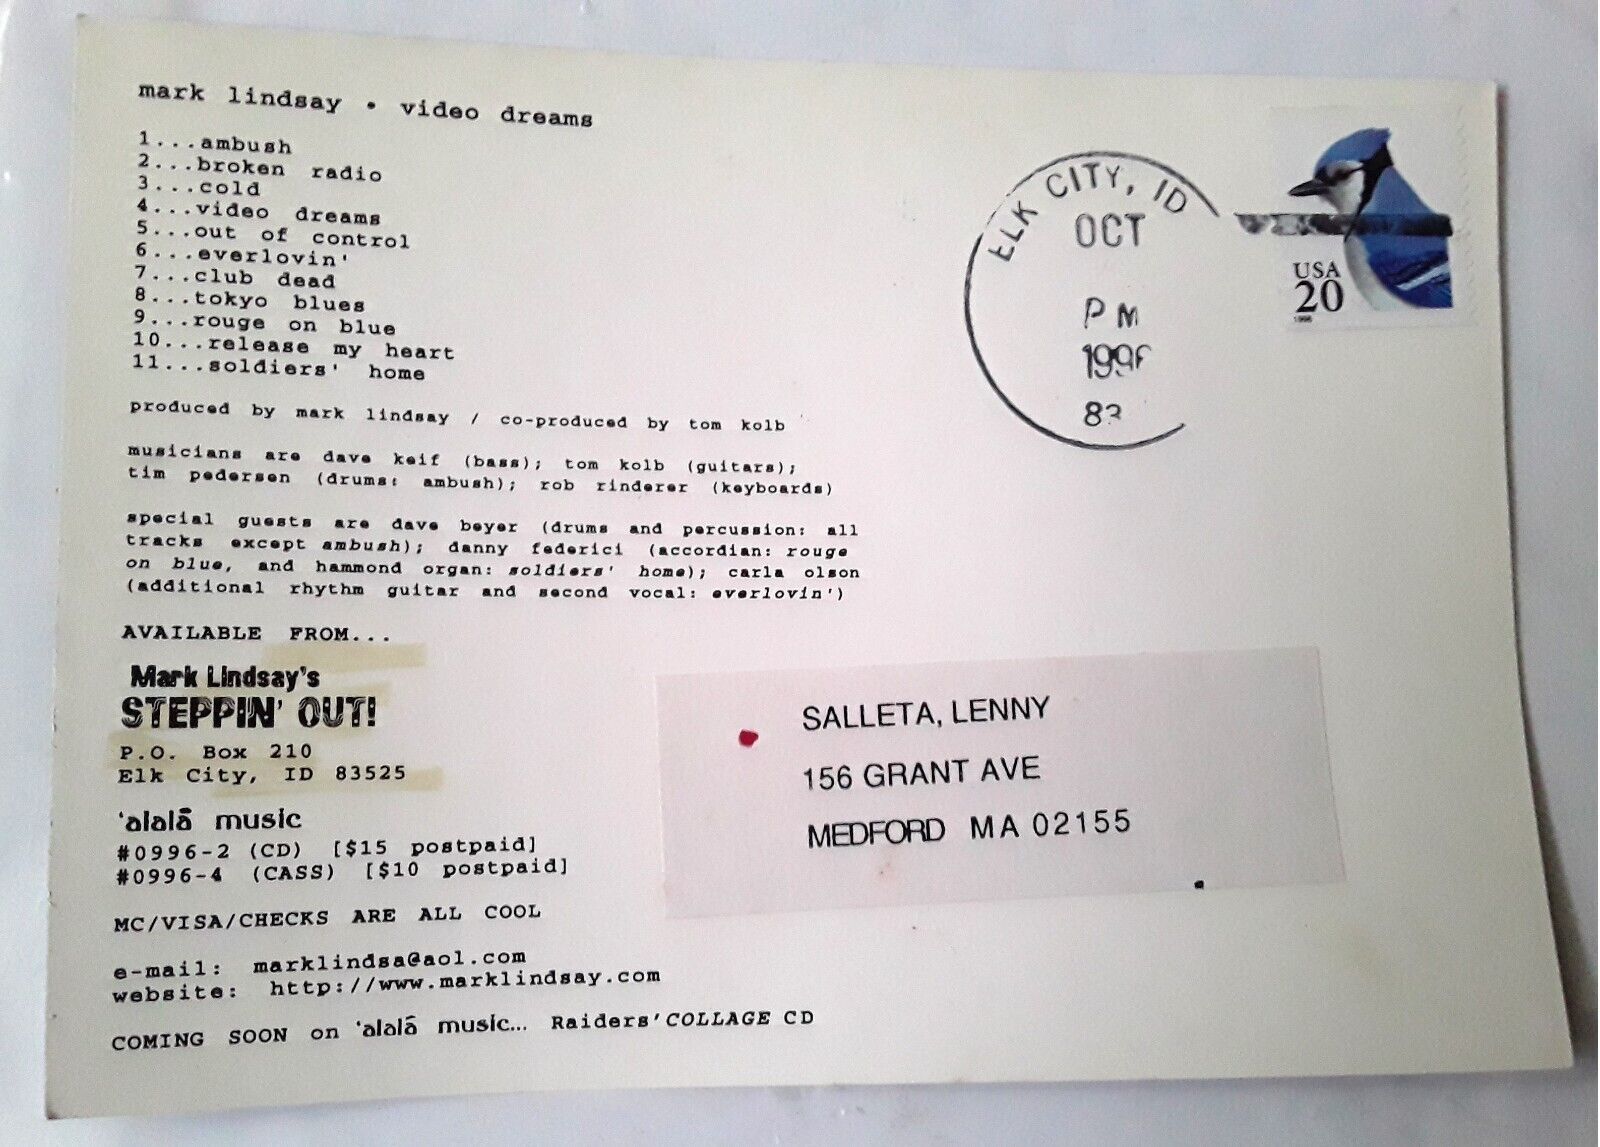 mark lindsay • video dreams
1...ambush
2...broken radio
3...cold
4...video dreams
5...out of control
6...everlovin'
7...club dead
8...tokyo blues
9...rouge on blue
10...release my heart
11...soldiers' home
produced by mark lindsay / co-produced by tom kolb
musicians are dave keif (bass); tom kolb (guitars);
tim pedersen (drums: ambush); rob rinderer (keyboards)
special guests are dave beyer (drums and percussion: all
tracks except ambush); danny federici (accordian: rouge
on blue, and hammond organ: soldiers' home); carla olson
(additional rhythm guitar and second vocal: everlovin')
AVAILABLE FROM...
Mark Lindsay's
STEPPIN' OUT!
P.O. Box 210
Elk City, ID 83525
'alalā music
#0996-2 (CD) [$15 postpaid]
#0996-4 (CASS) [$10 postpaid]
MC/VISA/CHECKS ARE ALL COOL
e-mail: marklindsa@aol.com
website: http://www.marklindsay.com
COMING SOON on 'alalā music... Raiders' COLLAGE CD
ELK CITY, ID
OCT
PM
USA
20
1996
SALLETA, LENNY
156 GRANT AVE
MEDFORD MA 02155